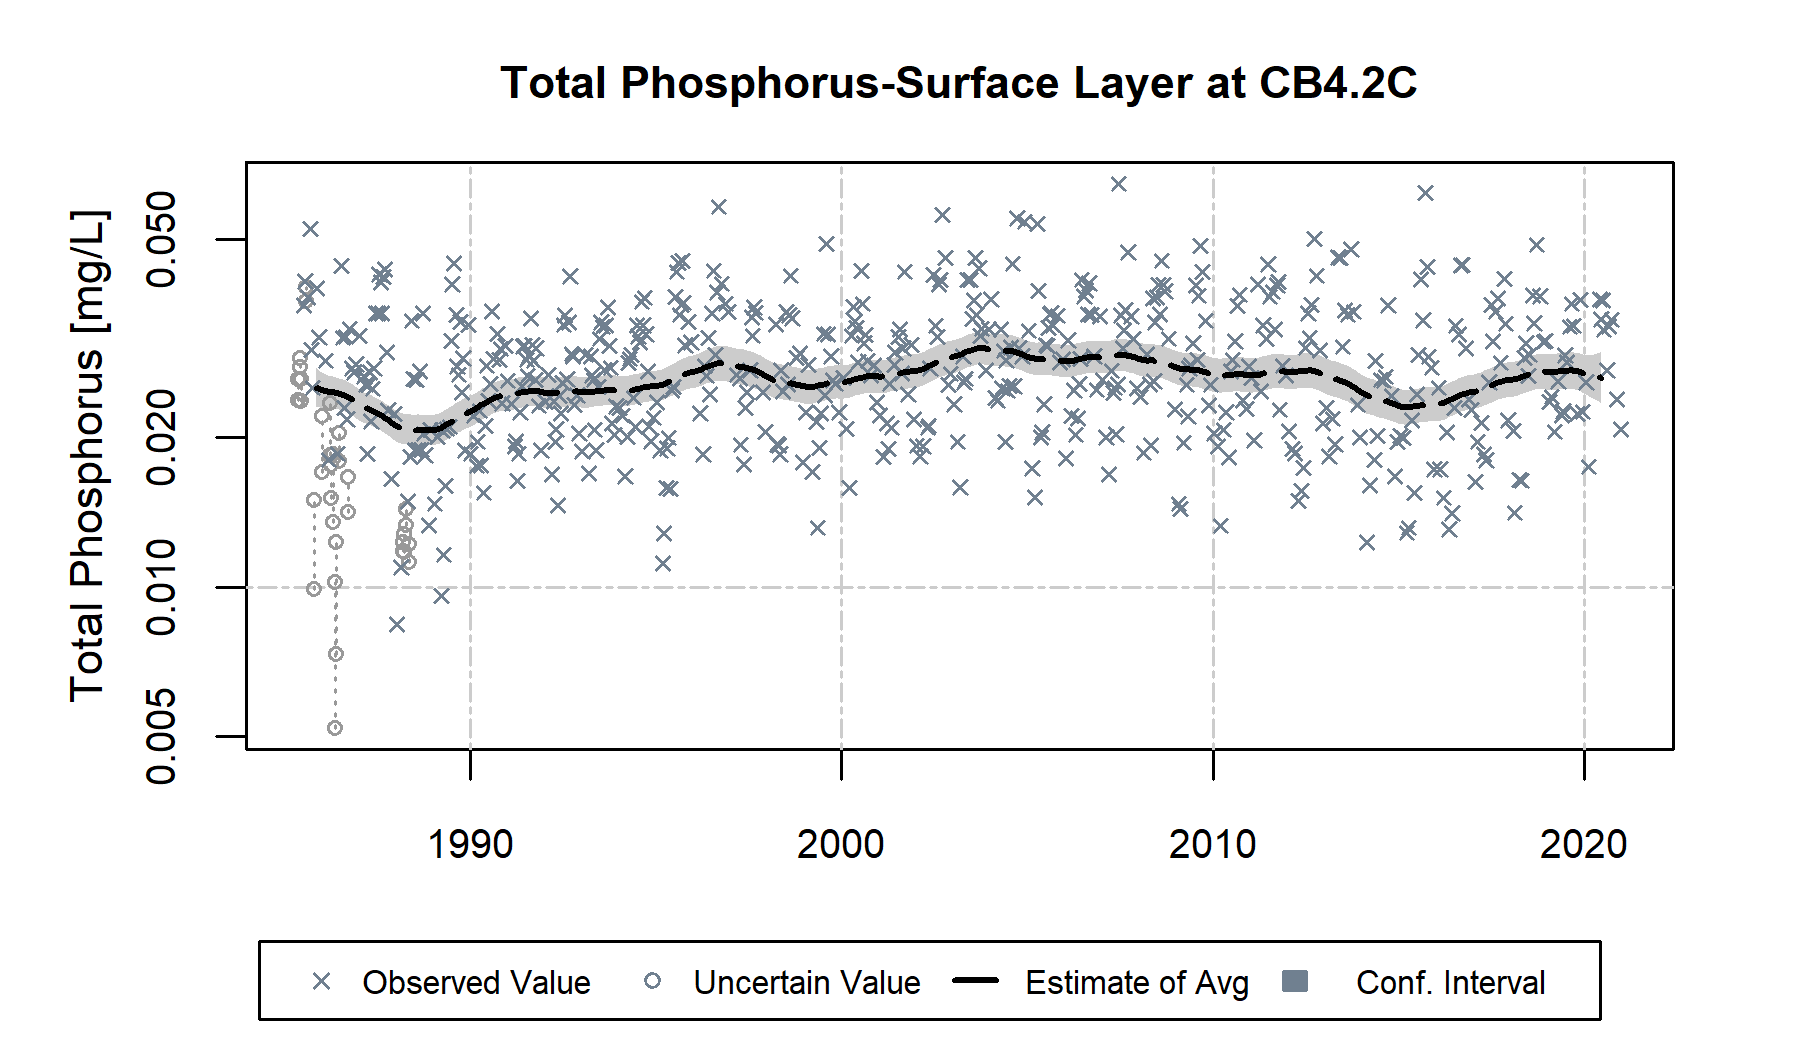 Total Phosphorus-Surface Layer at CB4.2C
Total Phosphorus [mg/L]
0.050
0.020
0.010
0.005
1990 2000 2010 2020
Observed Value Uncertain Value Estimate of Avg Conf. Interval